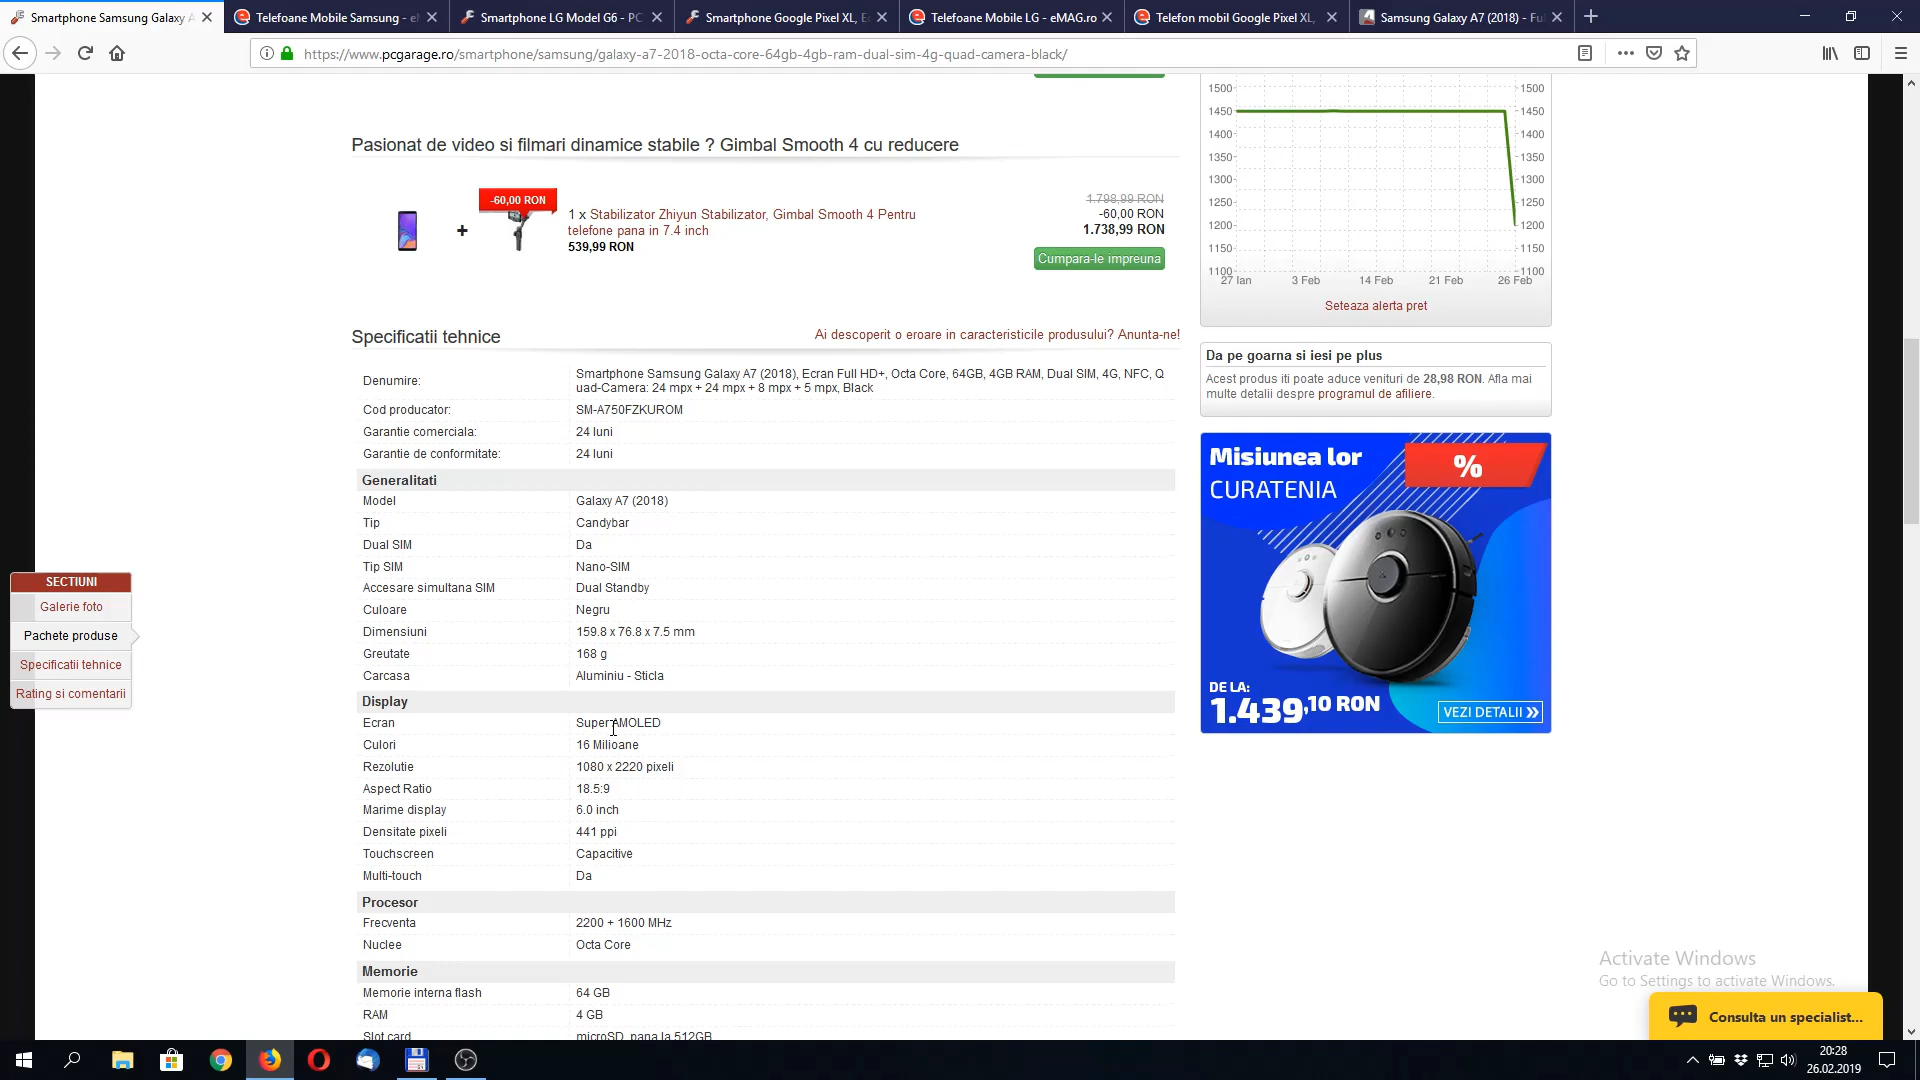 Smartphone Samsung Galaxy A
Telefoane Mobile Samsung - eM
Smartphone LG Model G6 - PC
Smartphone Google Pixel XL, E
Telefoane Mobile LG - eMAG.ro
Telefon mobil Google Pixel XL,
Samsung Galaxy A7 (2018) - Fu
https://www.pcgarage.ro/smartphone/samsung/galaxy-a7-2018-octa-core-64gb-4gb-ram-dual-sim-4g-quad-camera-black/
Pasionat de video si filmari dinamice stabile ? Gimbal Smooth 4 cu reducere
-60,00 RON
+
1 x Stabilizator Zhiyun Stabilizator, Gimbal Smooth 4 Pentru
telefone pana in 7.4 inch
539,99 RON
1.798,99 RON
-60,00 RON
1.738,99 RON
Cumpara-le impreuna
1500 1500
1450 1450
1400 1400
1350 1350
1300 1300
1250 1250
1200 1200
1150 1150
1100 1100
27 Ian 3 Feb 14 Feb 21 Feb 26 Feb
Seteaza alerta pret
Specificatii tehnice
Ai descoperit o eroare in caracteristicile produsului? Anunta-ne!
Denumire:
Smartphone Samsung Galaxy A7 (2018), Ecran Full HD+, Octa Core, 64GB, 4GB RAM, Dual SIM, 4G, NFC, Q
uad-Camera: 24 mpx + 24 mpx + 8 mpx + 5 mpx, Black
Cod producator: SM-A750FZKUROM
Garantie comerciala: 24 luni
Garantie de conformitate: 24 luni
Generalitati
Model Galaxy A7 (2018)
Tip Candybar
Dual SIM Da
Tip SIM Nano-SIM
Accesare simultana SIM Dual Standby
Culoare Negru
Dimensiuni 159.8 x 76.8 x 7.5 mm
Greutate 168 g
Carcasa Aluminiu - Sticla
Display
Ecran Super AMOLED
Culori 16 Milioane
Rezolutie 1080 x 2220 pixeli
Aspect Ratio 18.5:9
Marime display 6.0 inch
Densitate pixeli 441 ppi
Touchscreen Capacitive
Multi-touch Da
Procesor
Frecventa 2200 + 1600 MHz
Nuclee Octa Core
Memorie
Memorie interna flash 64 GB
RAM 4 GB
Slot card microSD, pana la 512GB
SECTIUNI
Galerie foto
Pachete produse
Specificatii tehnice
Rating si comentarii
Da pe goarna si iesi pe plus
Acest produs iti poate aduce venituri de 28,98 RON. Afla mai
multe detalii despre programul de afiliere.
Misiunea lor
CURATENIA
%
DE LA:
1.439,10 RON
VEZI DETALII
Activate Windows
Go to Settings to activate Windows.
Consulta un specialist...
20:28
26.02.2019